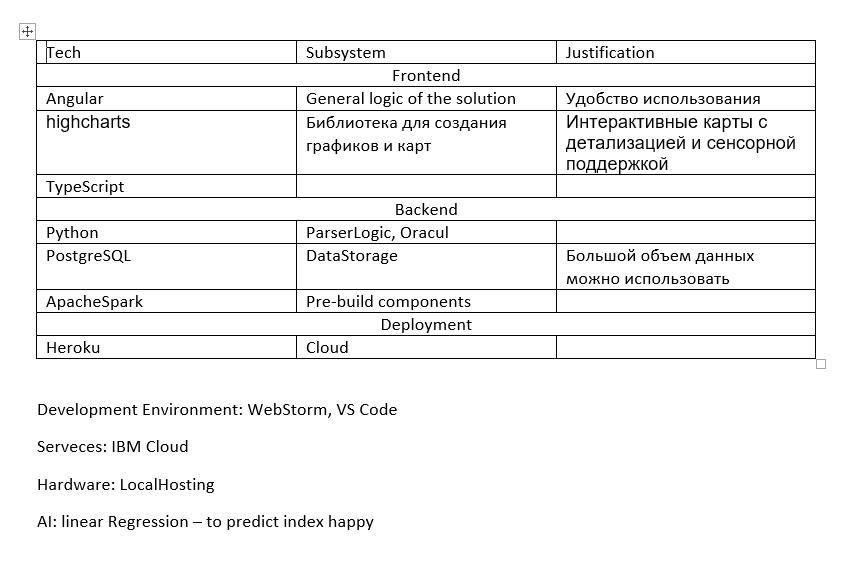 Tech Subsystem Justification
Frontend
Angular General logic of the solution Удобство использования
highcharts Библиотека для создания Интерактивные карты с
графиков и карт детализацией и сенсорной
поддержкой
TypeScript
Backend
Python ParserLogic, Oracul
PostgreSQL DataStorage Большой объем данных
можно использовать
ApacheSpark Pre-build components
Deployment
Heroku Cloud
Development Environment: WebStorm, VS Code
Serveces: IBM Cloud
Hardware: LocalHosting
AI: linear Regression – to predict index happy